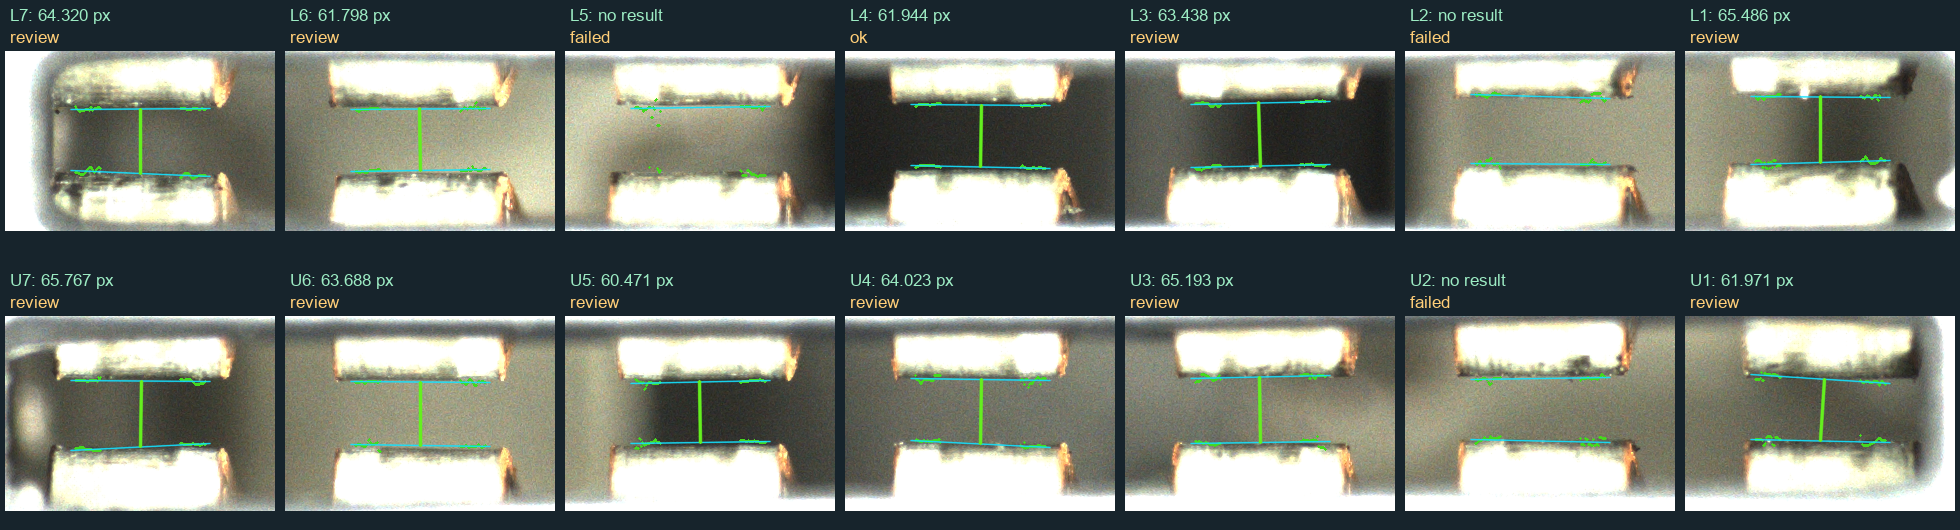 L7: 64.320 px
review
L6: 61.798 px
review
L5: no result
failed
L4: 61.944 px
ok
L3: 63.438 px
review
L2: no result
failed
L1: 65.486 px
review
U7: 65.767 px
review
U6: 63.688 px
review
U5: 60.471 px
review
U4: 64.023 px
review
U3: 65.193 px
review
U2: no result
failed
U1: 61.971 px
review